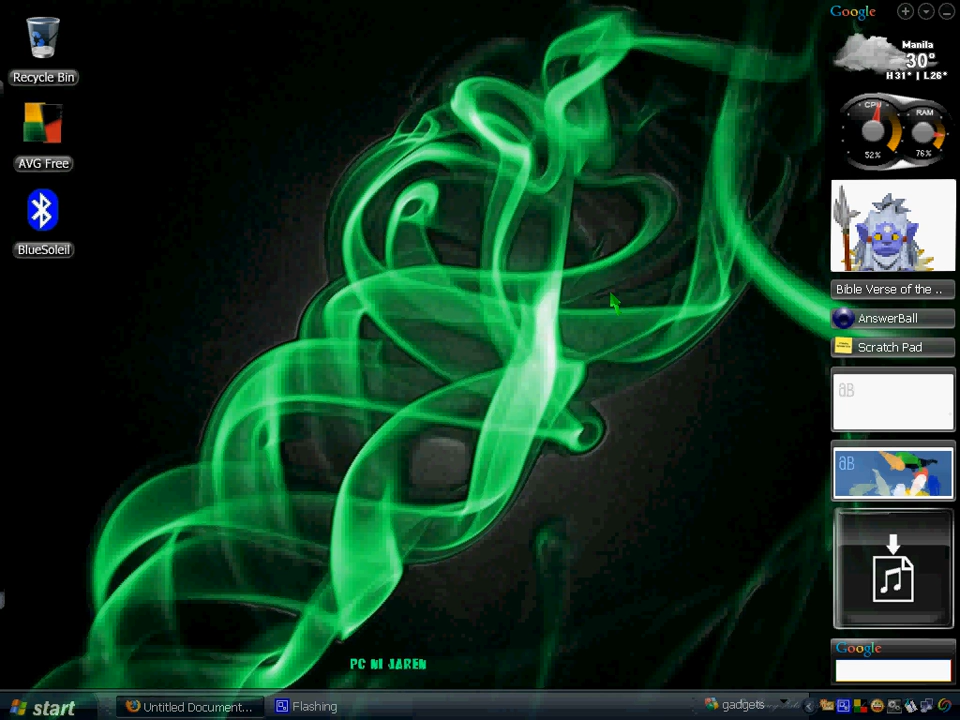 Recycle Bin
AVG Free
BlueSoleil
Google
Manila
30°
H 31° | L 26°
CPU
RAM
52%
76%
Bible Verse of the ..
AnswerBall
Scratch Pad
Google
PC NI JAREN
start
Untitled Document...
Flashing
gadgets